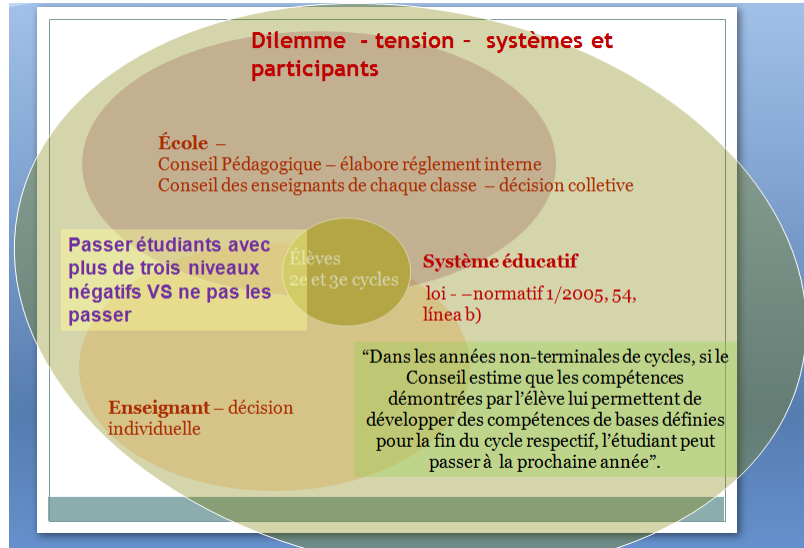 Dilemme - tension – systèmes et
participants
École –
Conseil Pédagogique – élabore réglement interne
Conseil des enseignants de chaque classe – décision colletive
Passer étudiants avec
plus de trois niveaux
négatifs VS ne pas les
passer
Élèves
2e et 3e cycles
Système éducatif
loi - –normatif 1/2005, 54,
línea b)
“Dans les années non-terminales de cycles, si le
Conseil estime que les compétences
démontrées par l’élève lui permettent de
développer des compétences de bases définies
pour la fin du cycle respectif, l’étudiant peut
passer à la prochaine année”.
Enseignant – décision
individuelle